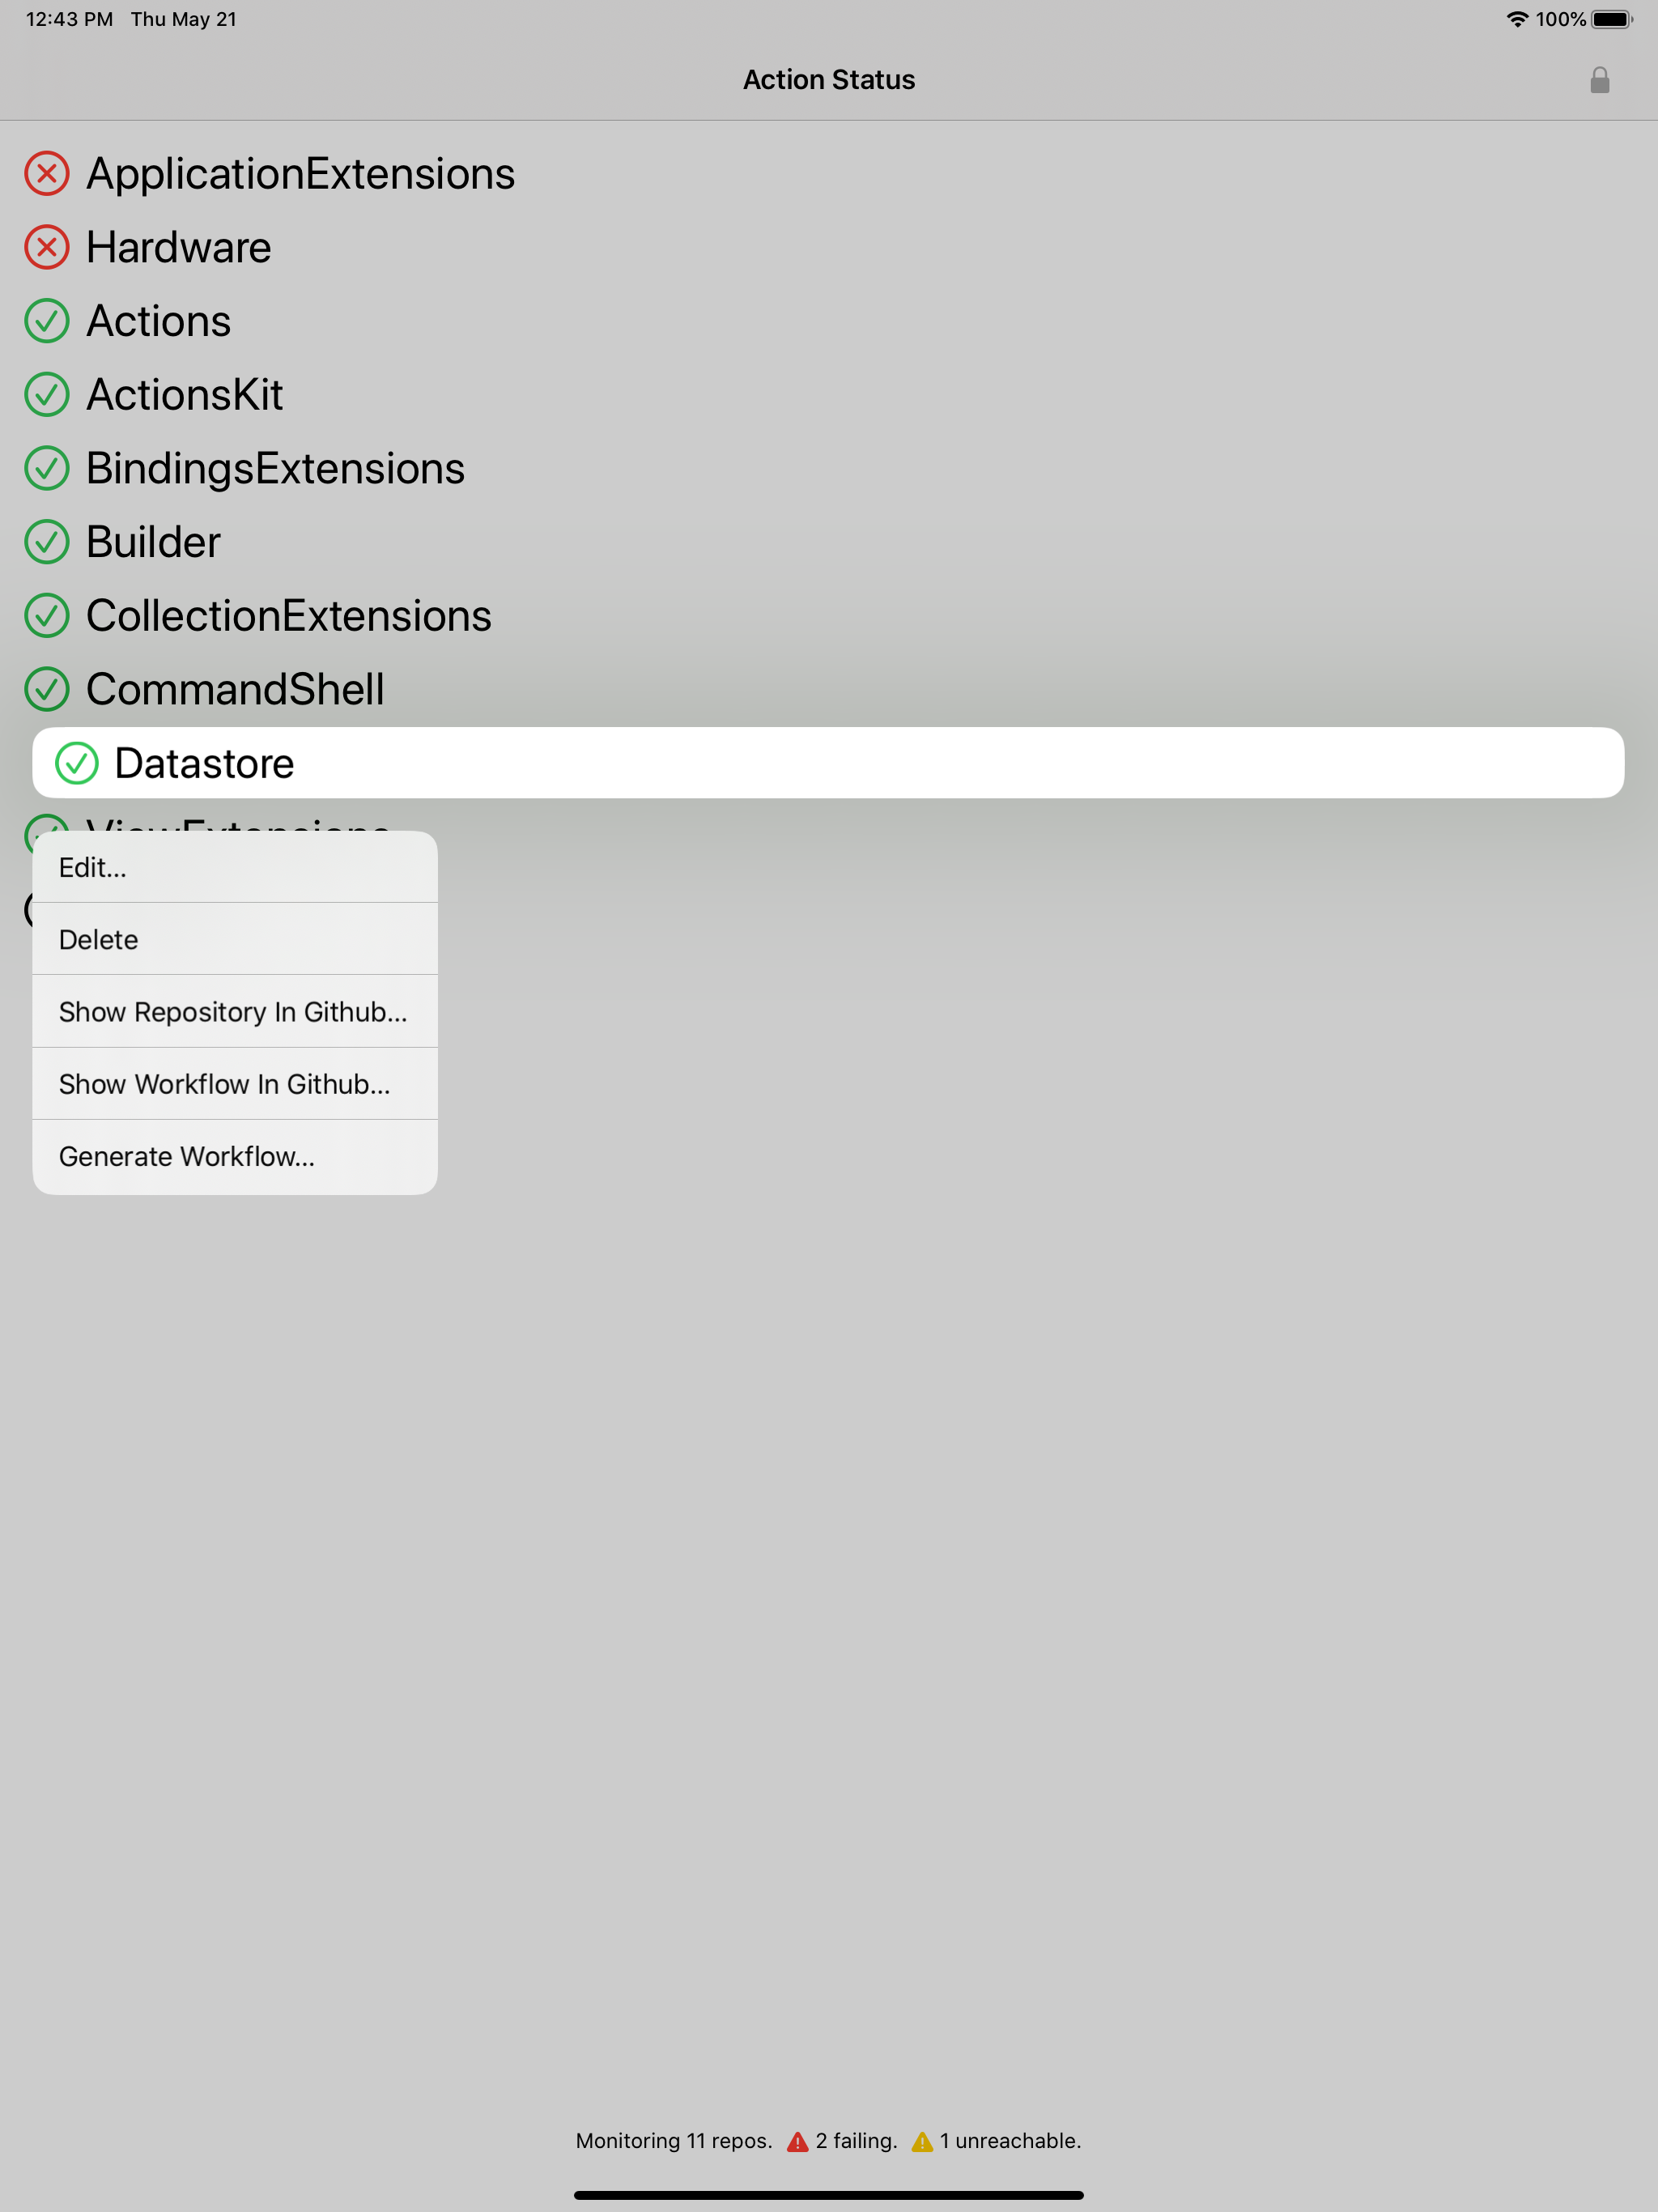 12:43 PM Thu May 21
100%
Action Status
ApplicationExtensions
Hardware
Actions
ActionsKit
BindingsExtensions
Builder
CollectionExtensions
CommandShell
Datastore
ViewExtensions
Edit...
Delete
Show Repository In Github...
Show Workflow In Github...
Generate Workflow...
Monitoring 11 repos. 2 failing. 1 unreachable.